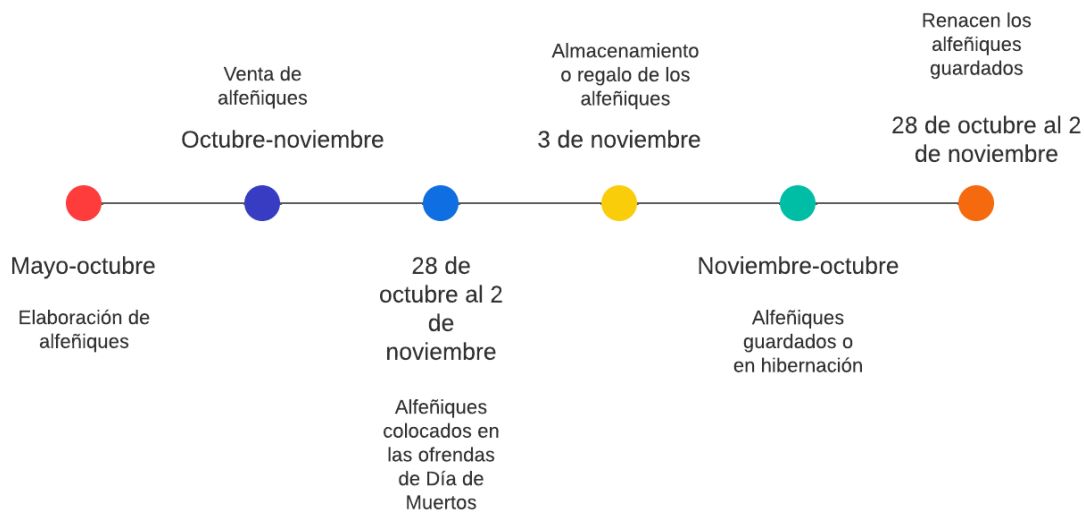 Mayo-octubre
Elaboración de
alfeñiques
Venta de
alfeñiques
Octubre-noviembre
28 de
octubre al 2
de
noviembre
Alfeñiques
colocados en
las ofrendas
de Día de
Muertos
Almacenamiento
o regalo de los
alfeñiques
3 de noviembre
Noviembre-octubre
Alfeñiques
guardados o
en hibernación
Renacen los
alfeñiques
guardados
28 de octubre al 2
de noviembre